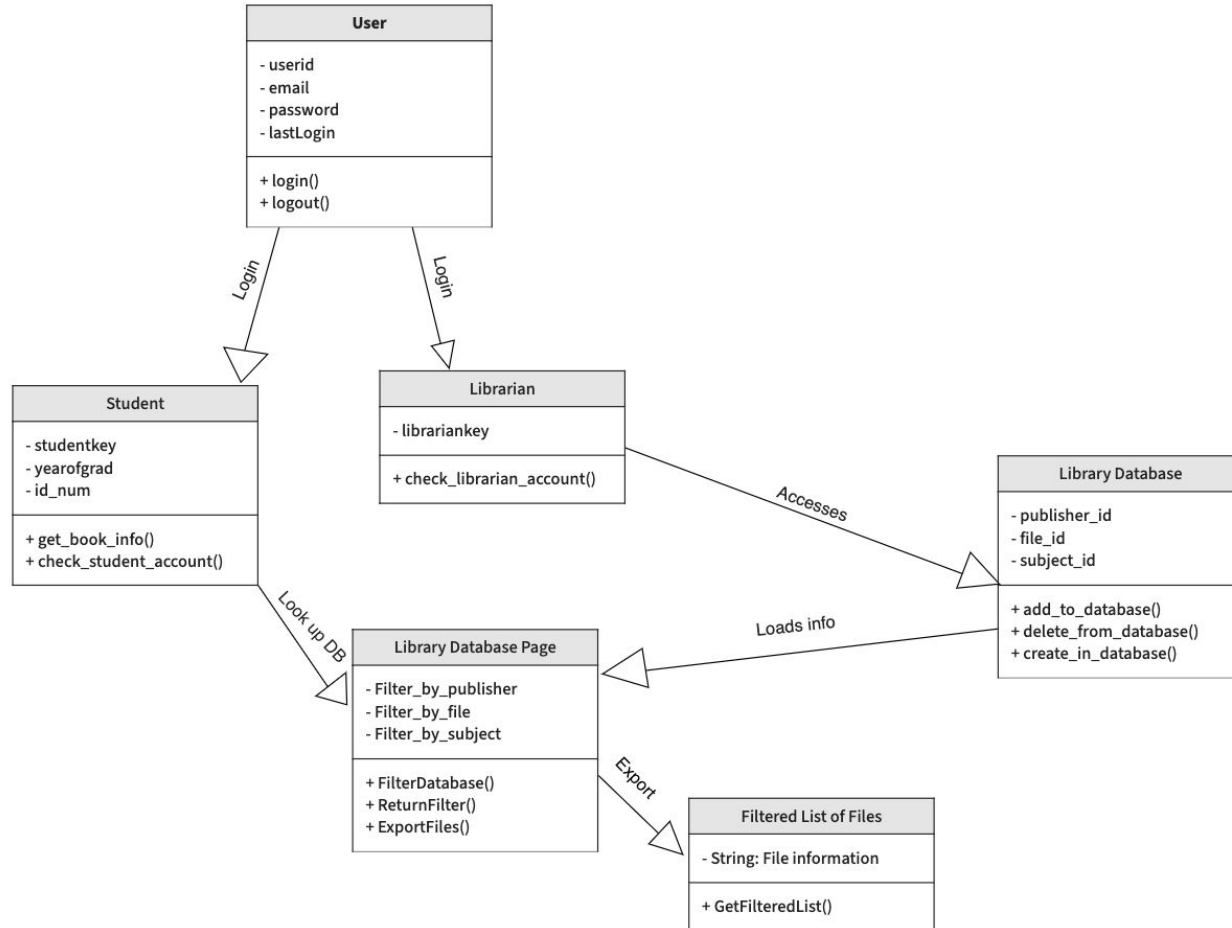 User
- userid
- email
- password
- lastLogin
+ login()
+ logout()
Login
Login
Student
- studentkey
- yearofgrad
- id_num
+ get_book_info()
+ check_student_account()
Librarian
- librariankey
+ check_librarian_account()
Accesses
Library Database
- publisher_id
- file_id
- subject_id
+ add_to_database()
+ delete_from_database()
+ create_in_database()
Look up DB
Loads info
Library Database Page
- Filter_by_publisher
- Filter_by_file
- Filter_by_subject
+ FilterDatabase()
+ ReturnFilter()
+ ExportFiles()
Export
Filtered List of Files
- String: File information
+ GetFilteredList()